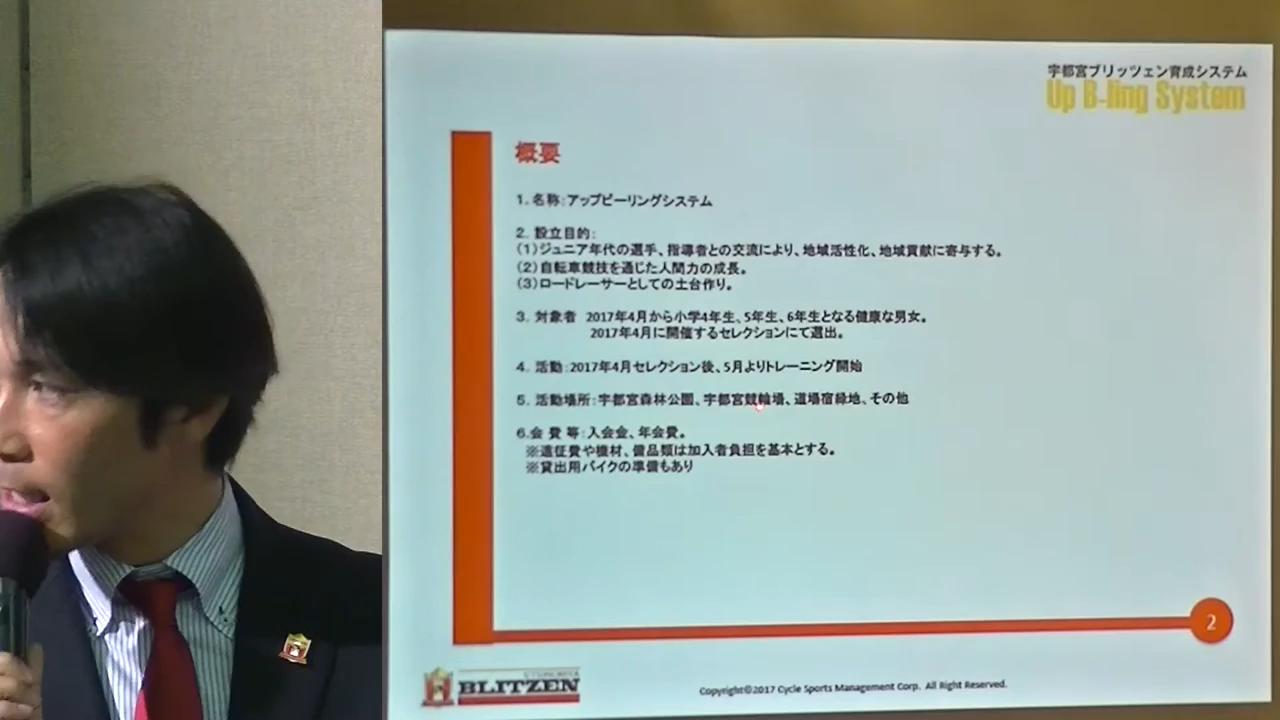 宇都宮ブリッツェン育成システム
Up B-ling System
概要
1. 名称:アップビーリングシステム
2. 設立目的:
(1)ジュニア年代の選手、指導者との交流により、地域活性化、地域貢献に寄与する。
(2)自転車競技を通じた人間力の成長。
(3)ロードレーサーとしての土台作り。
3. 対象者 2017年4月から小学4年生、5年生、6年生となる健康な男女。
2017年4月に開催するセレクションにて選出。
4. 活動:2017年4月セレクション後、5月よりトレーニング開始
5. 活動場所:宇都宮森林公園、宇都宮競輪場、道場宿緑地、その他
6.会 費 等:入会金、年会費。
※遠征費や機材、備品類は加入者負担を基本とする。
※貸出用バイクの準備もあり
2
UTSUNOMIYA
BLITZEN
Copyright©2017 Cycle Sports Management Corp. All Right Reserved.